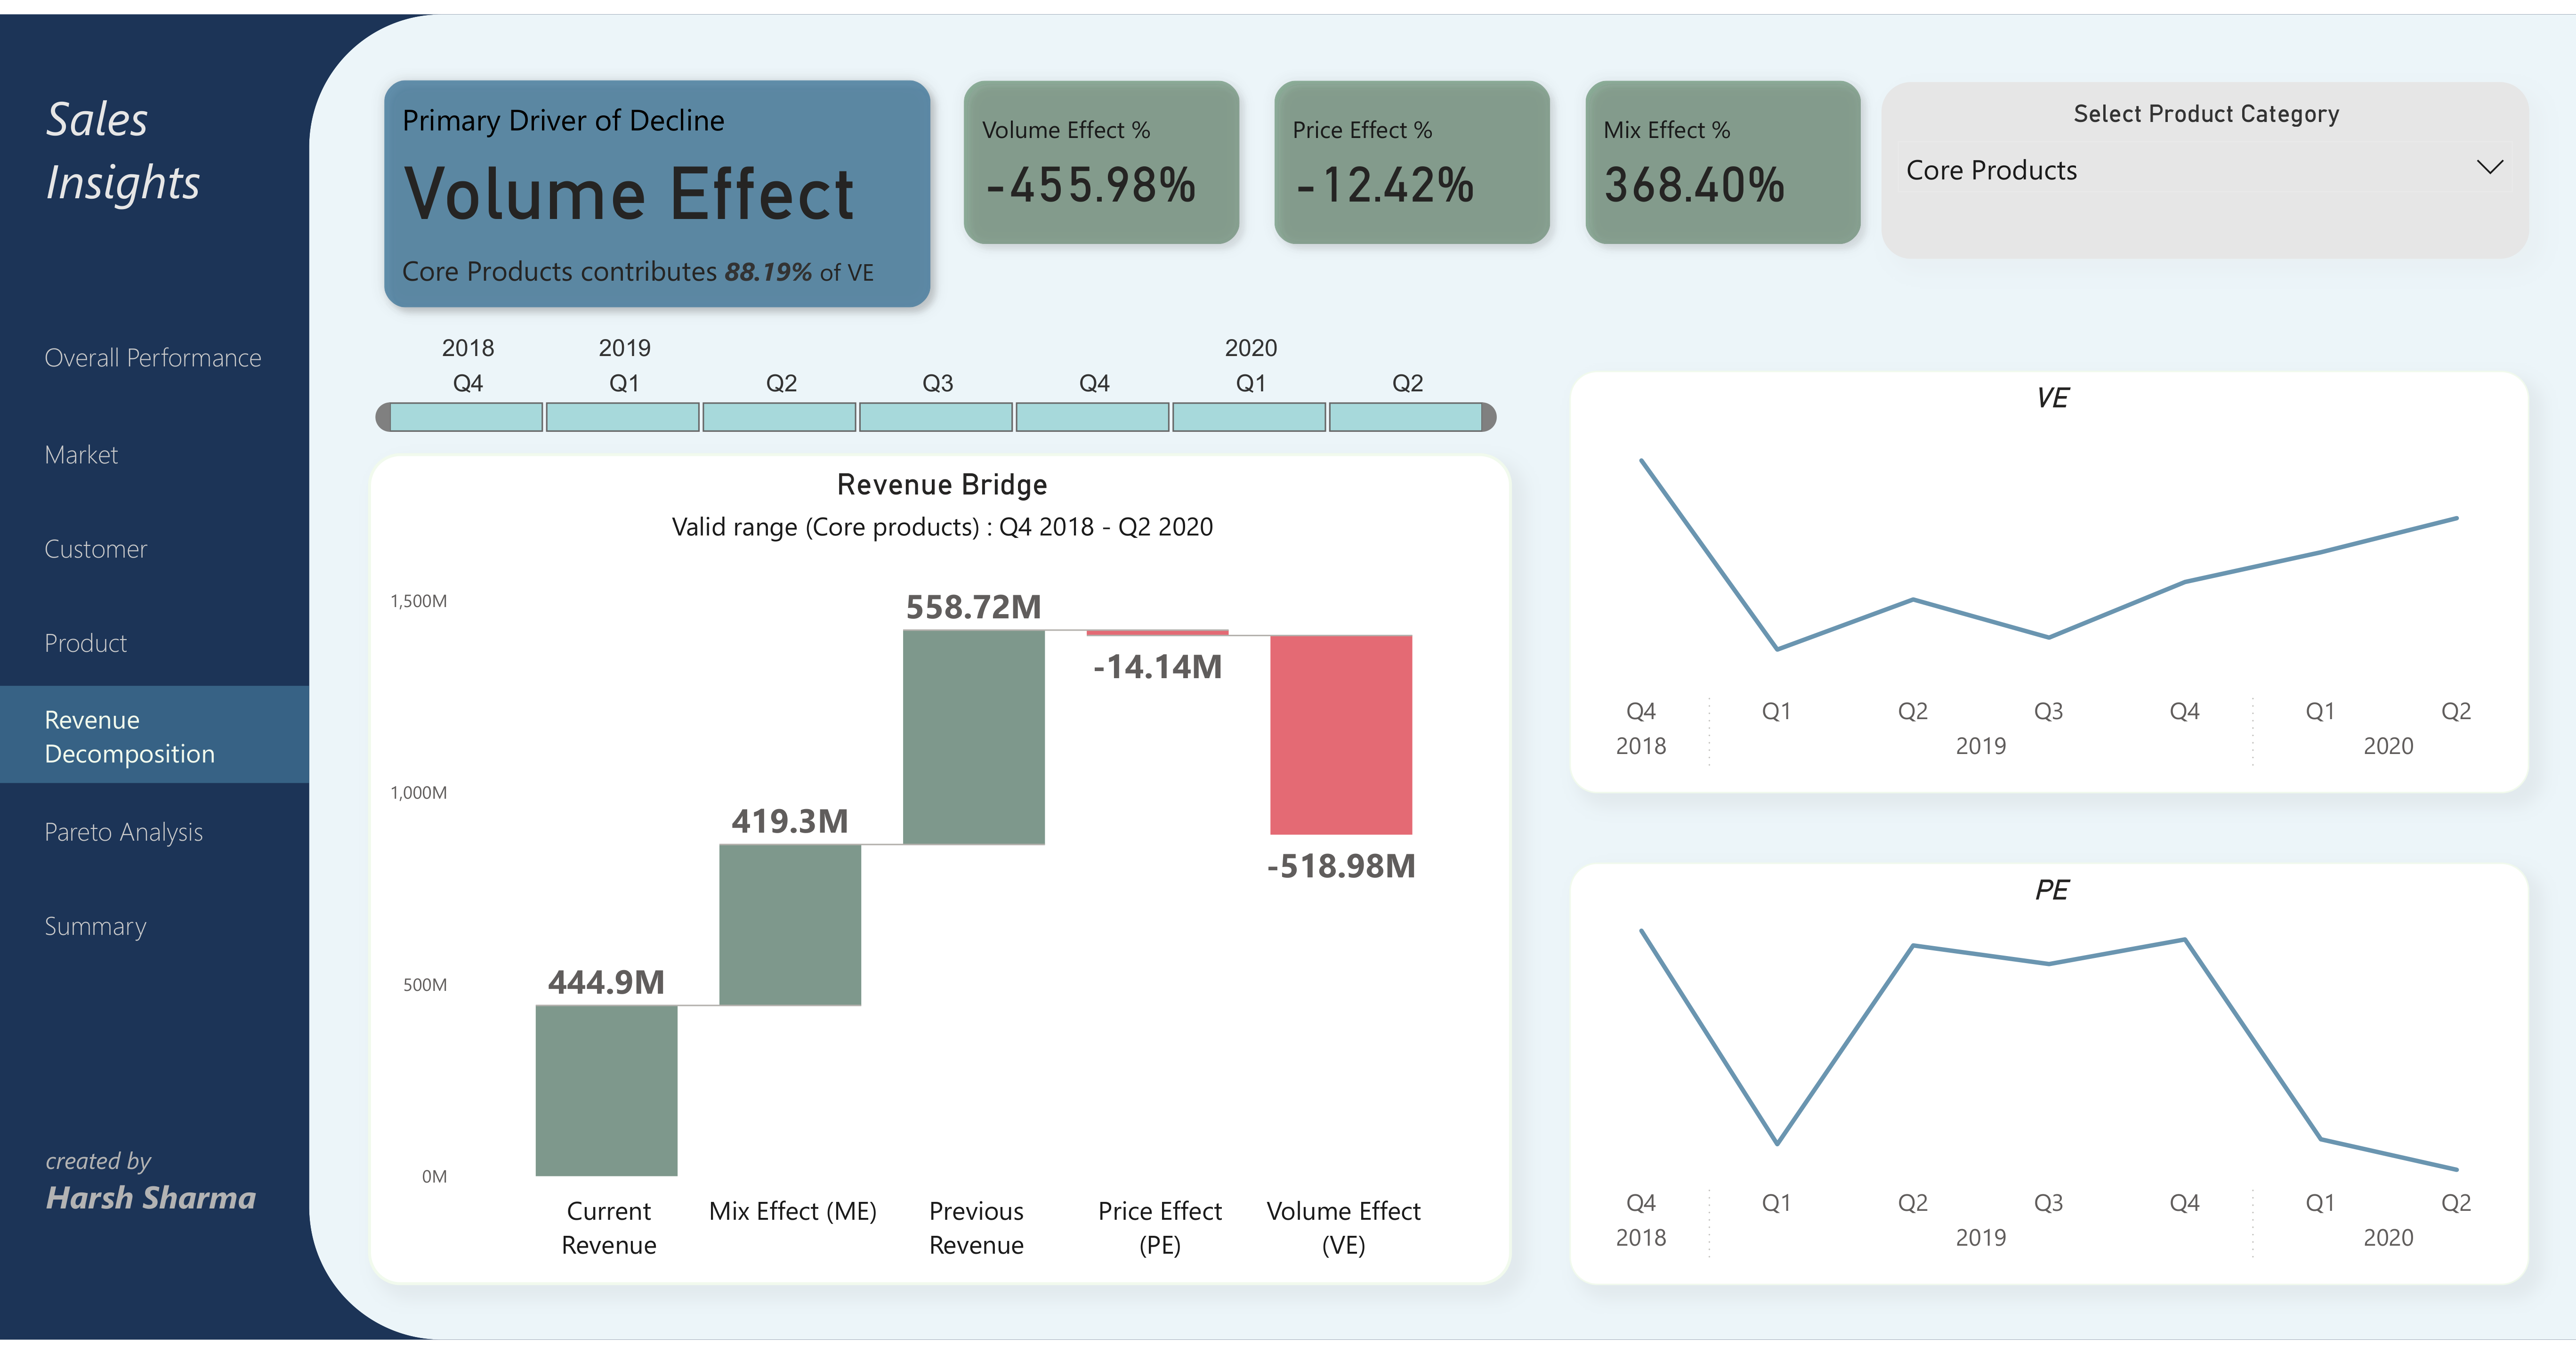 Sales
Insights
Overall Performance
Market
Customer
Product
Revenue
Decomposition
Pareto Analysis
Summary
created by
Harsh Sharma
Primary Driver of Decline
Volume Effect
Core Products contributes 88.19% of VE
Volume Effect %
-455.98%
Price Effect %
-12.42%
Mix Effect %
368.40%
Select Product Category
Core Products
2018 2019 2020
Q4 Q1 Q2 Q3 Q4 Q1 Q2
Revenue Bridge
Valid range (Core products) : Q4 2018 - Q2 2020
1,500M
1,000M
500M
0M
444.9M
419.3M
558.72M
-14.14M
-518.98M
Current
Revenue
Mix Effect (ME)
Previous
Revenue
Price Effect
(PE)
Volume Effect
(VE)
VE
Q4 Q1 Q2 Q3 Q4 Q1 Q2
2018 2019 2020
PE
Q4 Q1 Q2 Q3 Q4 Q1 Q2
2018 2019 2020